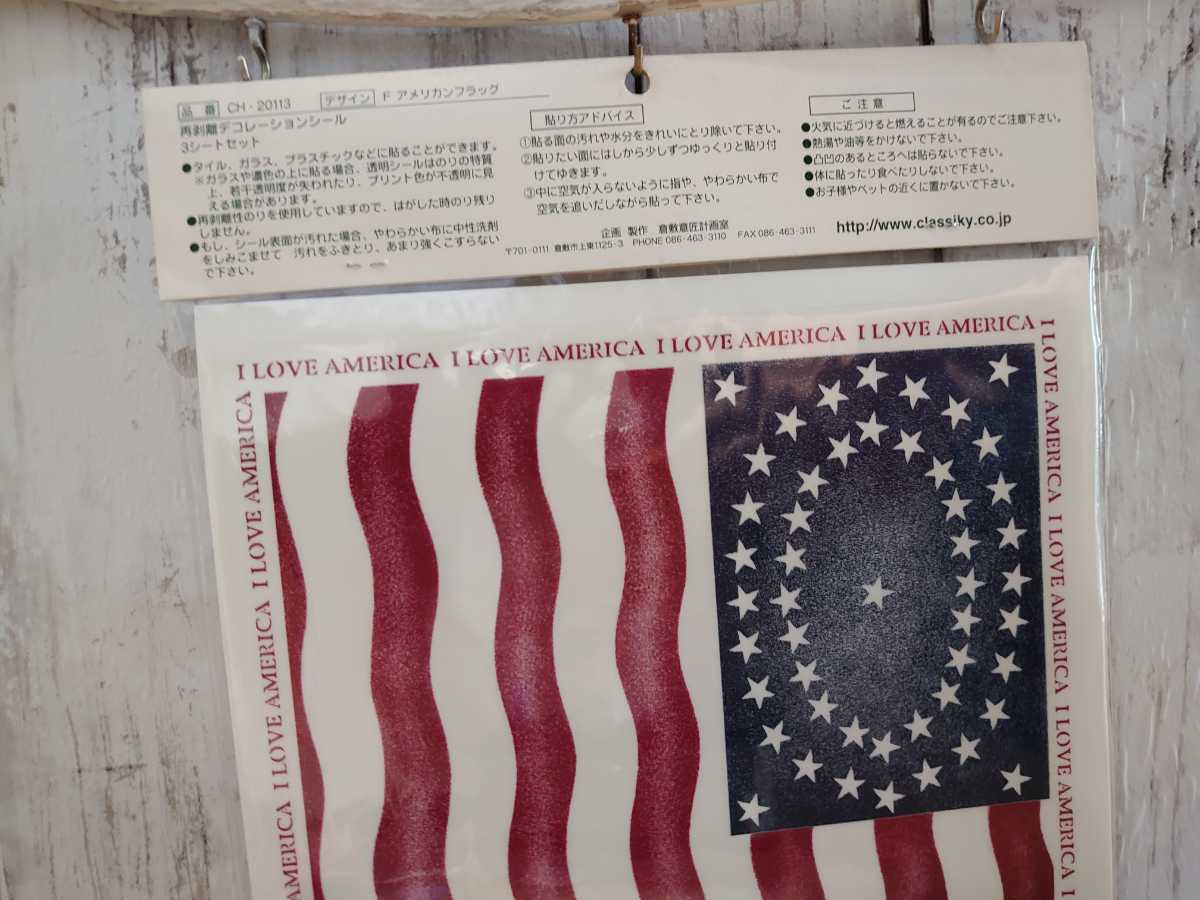 品番 CH-20113 デザイン F アメリカンフラッグ
再剥離デコレーションシール
3シートセット
●タイル、ガラス、プラスチックなどに貼ることができます。
※ガラスや濃色の上に貼る場合、透明シールはのりの特質
上、若干透明度が失われたり、プリント色が不透明に見
える場合があります。
●再剥離性のりを使用していますので、はがした時のり残り
しません。
●もし、シール表面が汚れた場合、やわらかい布に中性洗剤
をしみこませて 汚れをふきとり、あまり強くこすらない
で下さい。
貼り方アドバイス
①貼る面の汚れや水分をきれいにとり除いて下さい。
②貼りたい面にはしから少しずつゆっくりと貼り付
けてゆきます。
③中に空気が入らないように指や、やわらかい布で
空気を追いだしながら貼って下さい。
企画 製作 倉敷意匠計画室
〒701-0111 倉敷市上東1125-3 PHONE 086-463-3110 FAX 086-463-3111
ご注意
●火気に近づけると燃えることが有るのでご注意下さい。
●熱湯や油等をかけないで下さい。
●凸凹のあるところへは貼らないで下さい。
●体に貼ったり食べたりしないで下さい。
●お子様やペットの近くに置かないで下さい。
http://www.classiky.co.jp
I LOVE AMERICA I LOVE AMERICA I LOVE AMERICA I LOVE AMERICA
I LOVE AMERICA I LOVE AMERICA I LOVE AMERICA I
AMERICA I LOVE AMERICA I LOVE AMERICA I LOVE AMERICA